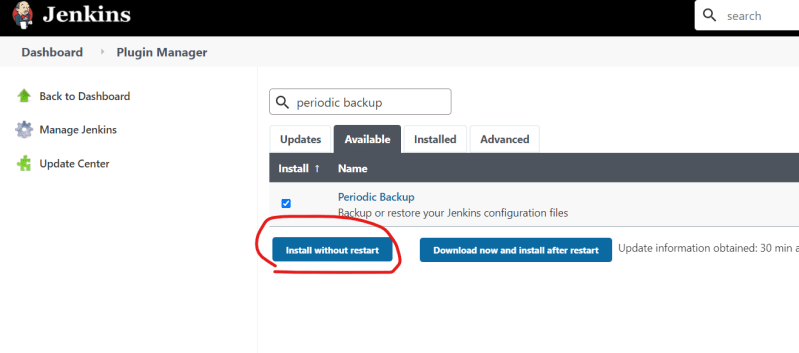 Jenkins
search
Dashboard › Plugin Manager
Back to Dashboard
Manage Jenkins
Update Center
periodic backup
Updates Available Installed Advanced
Install ↑ Name
Periodic Backup
Backup or restore your Jenkins configuration files
Install without restart Download now and install after restart Update information obtained: 30 min a